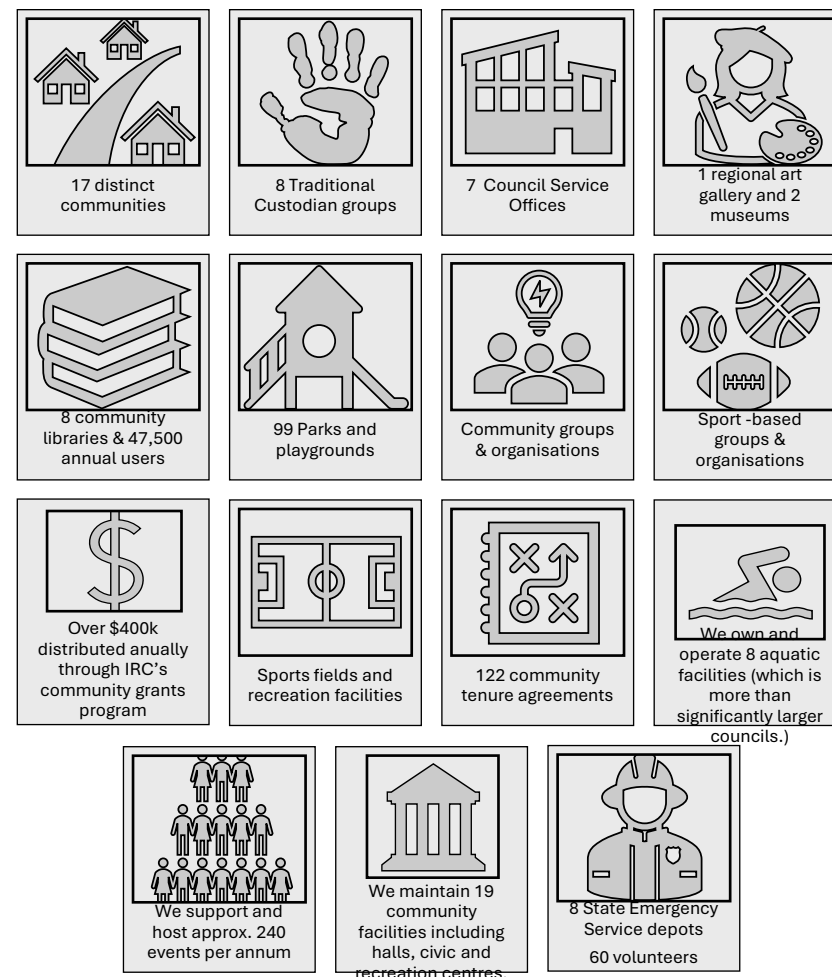 17 distinct
communities
8 Traditional
Custodian groups
7 Council Service
Offices
1 regional art
gallery and 2
museums
8 community
libraries & 47,500
annual users
99 Parks and
playgrounds
Community groups
& organisations
Sport -based
groups &
organisations
Over $400k
distributed anually
through IRC's
community grants
program
Sports fields and
recreation facilities
122 community
tenure agreements
We own and
operate 8 aquatic
facilities (which is
more than
significantly larger
councils.)
We support and
host approx. 240
events per annum
We maintain 19
community
facilities including
halls, civic and
recreation centres.
8 State Emergency
Service depots
60 volunteers